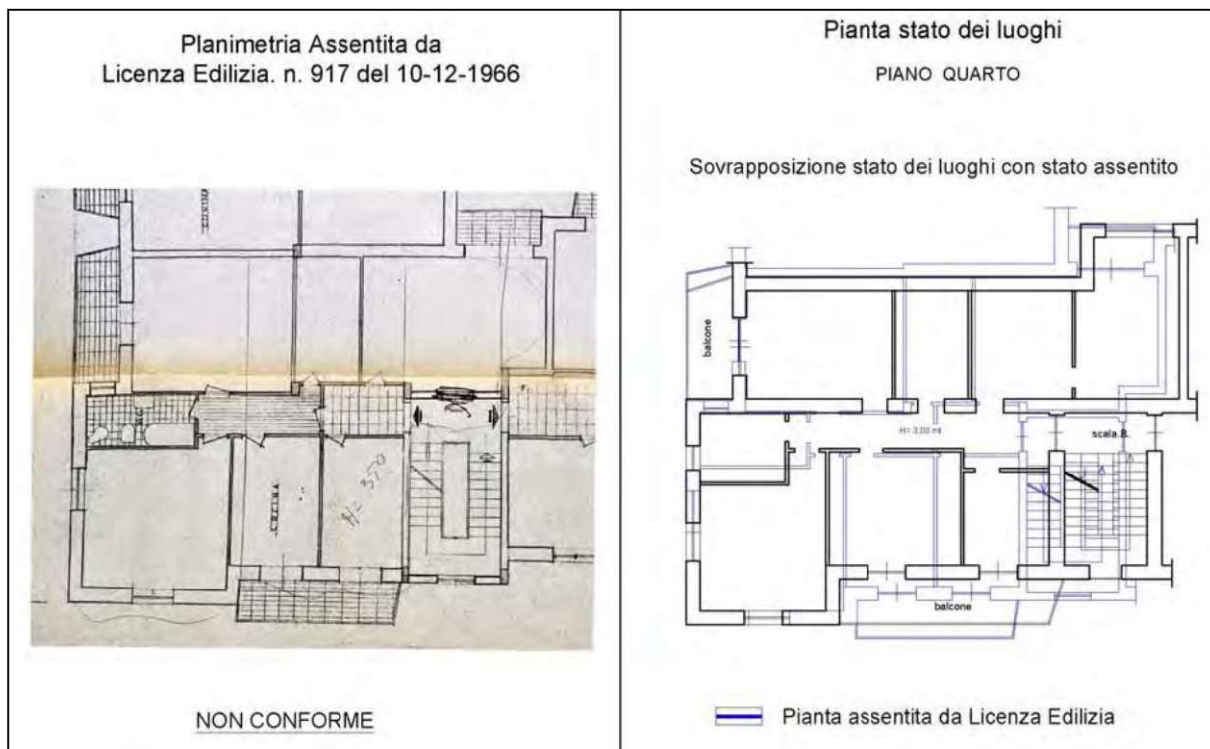 Planimetria Assentita da
Licenza Edilizia. n. 917 del 10-12-1966
H= 350
NON CONFORME
Pianta stato dei luoghi
PIANO QUARTO
Sovrapposizione stato dei luoghi con stato assentito
balcone
H= 3,00 mt.
scala B.
balcone
Pianta assentita da Licenza Edilizia